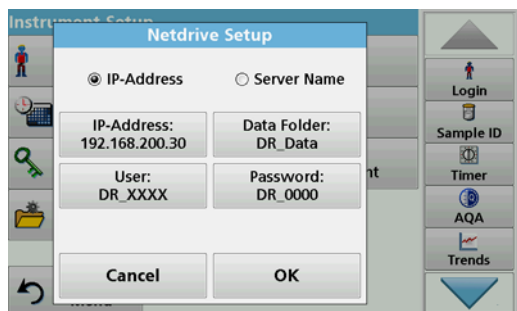 Instrument Setup
Netdrive Setup
IP-Address
Server Name
IP-Address:
192.168.200.30
Data Folder:
DR_Data
User:
DR_XXXX
Password:
DR_0000
Cancel
OK
Login
Sample ID
Timer
AQA
Trends